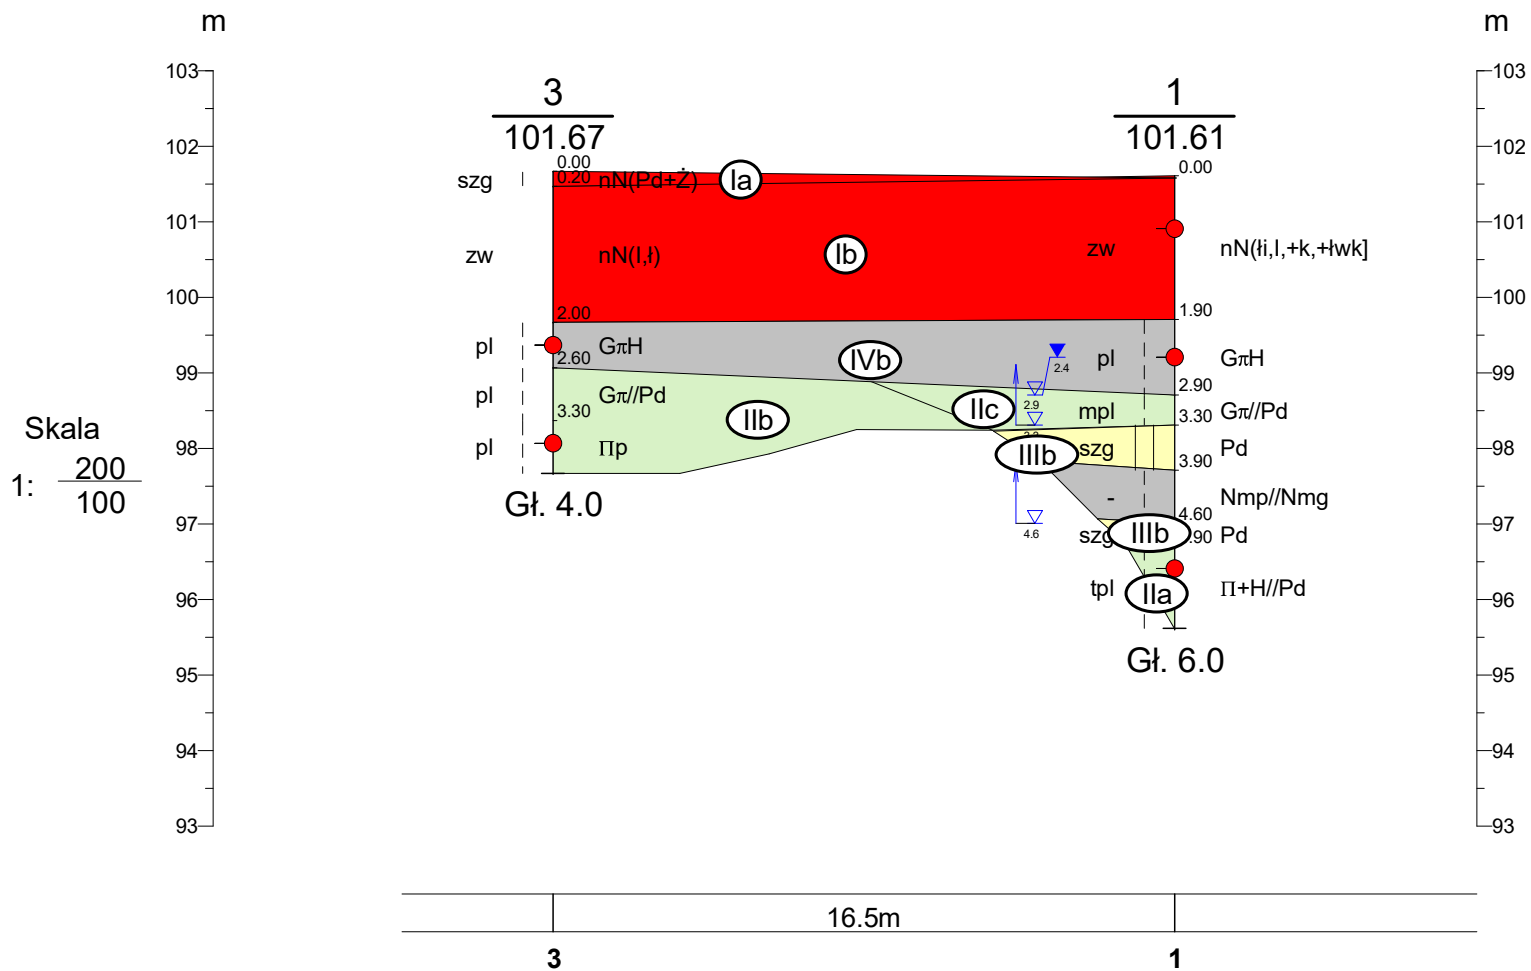 m m
103 103
3 1
102 101.67 101.61 102
0.00 0.00
szg 0.20 nN(Pd+Ż) Ia
101 101
zw nN(I,ł) Ib zw nN(łi,I,+k,+łwk]
100 100
2.00 1.90
pl GπH IVb pl GπH
2.60 2.4
99 99
pl Gπ//Pd 2.90
IIb IIc 2.9 mpl 3.30 Gπ//Pd
3.30
Skala
98 pl Πp IIIb szg Pd 98
3.90
1: 200
100
Gł. 4.0 - Nmp//Nmg
97 4.60 97
4.6 szg IIIb .90 Pd
96 tpl IIa Π+H//Pd 96
Gł. 6.0
95 95
94 94
93 93
16.5m
3 1